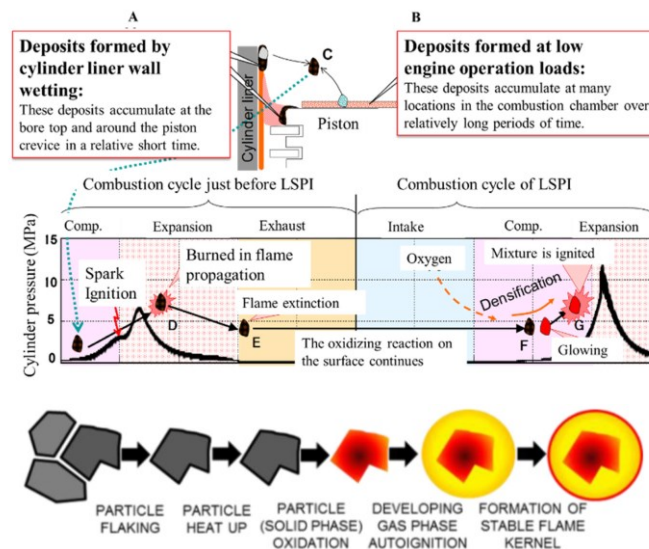 A
B
Deposits formed by
cylinder liner wall
wetting:
These deposits accumulate at the
bore top and around the piston
crevice in a relative short time.
Cylinder liner
C
Piston
Deposits formed at low
engine operation loads:
These deposits accumulate at many
locations in the combustion chamber over
relatively long periods of time.
Combustion cycle just before LSPI
Combustion cycle of LSPI
Comp.
Expansion
Exhaust
Intake
Comp.
Expansion
Cylinder pressure (MPa)
15
10
5
0
Spark
Ignition
Burned in flame
propagation
D
Flame extinction
E
The oxidizing reaction on
the surface continues
Oxygen
Densification
Mixture is ignited
G
F
Glowing
PARTICLE
FLAKING
PARTICLE
HEAT UP
PARTICLE
(SOLID PHASE)
OXIDATION
DEVELOPING
GAS PHASE
AUTOIGNITION
FORMATION OF
STABLE FLAME
KERNEL